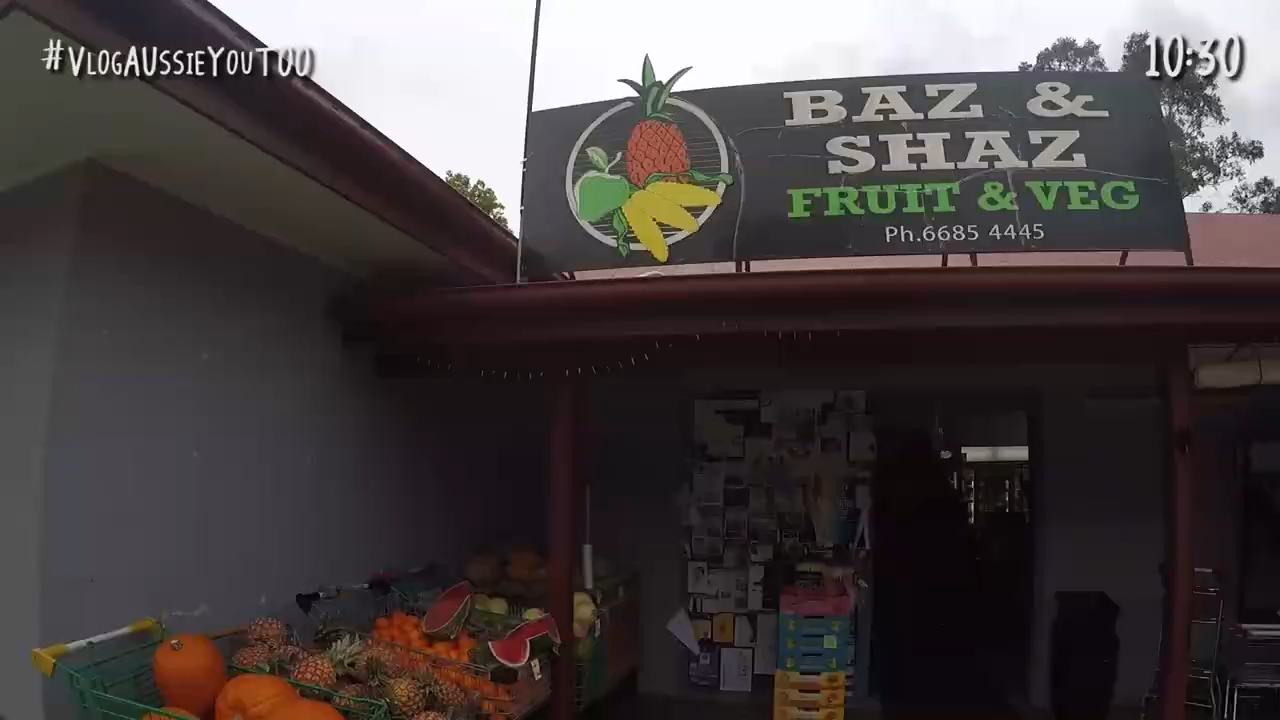 #VLOGAUSSIEYOUTOO
10:30
BAZ &
SHAZ
FRUIT & VEG
Ph.6685 4445